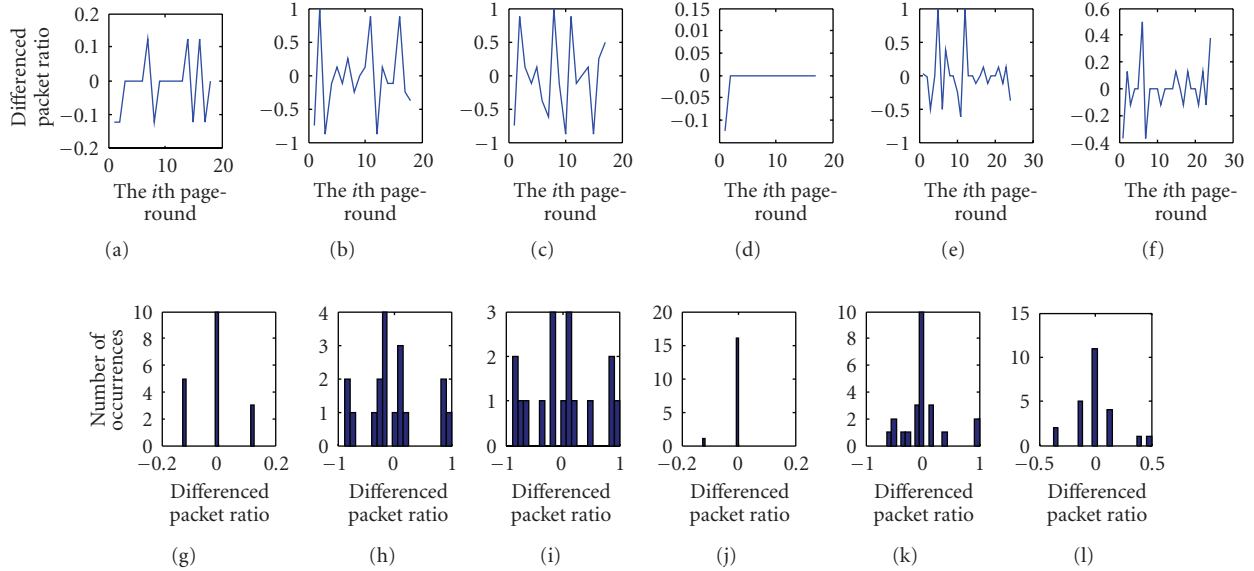 Differenced
packet ratio
0.2
0.1
0
−0.1
−0.2
0 10 20
The ith page-
round
(a)
1
0.5
0
−0.5
−1
0 10 20
The ith page-
round
(b)
1
0.5
0
−0.5
−1
0 10 20
The ith page-
round
(c)
0.15
0.1
0.05
0
−0.05
−0.1
0 10 20
The ith page-
round
(d)
1
0.5
0
−0.5
−1
0 10 20 30
The ith page-
round
(e)
0.6
0.4
0.2
0
−0.2
−0.4
0 10 20 30
The ith page-
round
(f)
Number of
occurrences
10
8
6
4
2
0
−0.2 0 0.2
Differenced
packet ratio
(g)
4
3
2
1
0
−1 0 1
Differenced
packet ratio
(h)
3
2
1
0
−1 0 1
Differenced
packet ratio
(i)
20
15
10
5
0
−0.2 0 0.2
Differenced
packet ratio
(j)
10
8
6
4
2
0
−1 0 1
Differenced
packet ratio
(k)
15
10
5
0
−0.5 0 0.5
Differenced
packet ratio
(l)